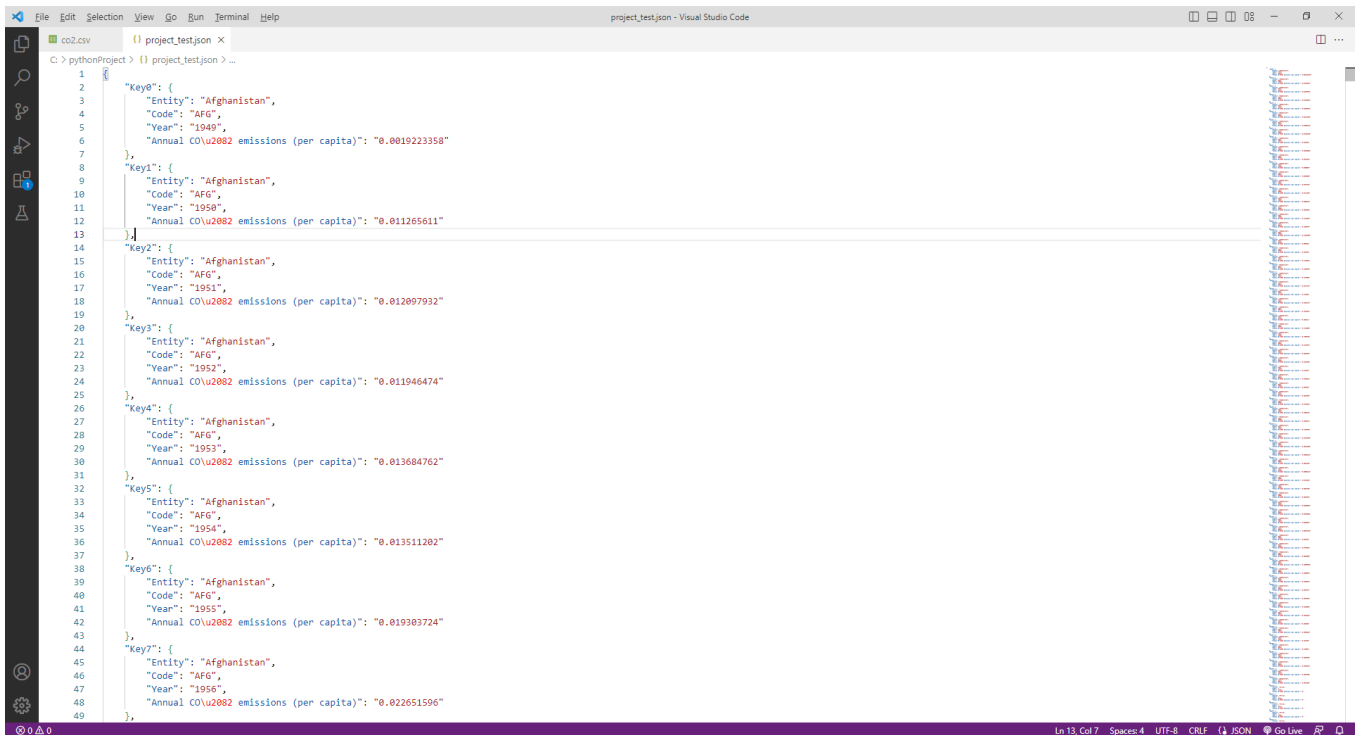 File Edit Selection View Go Run Terminal Help project_test.json - Visual Studio Code
co2.csv {} project_test.json ×
C: > pythonProject > {} project_test.json > ...
1 {
2 "Key0": {
3 "Entity": "Afghanistan",
4 "Code": "AFG",
5 "Year": "1949",
6 "Annual CO\u2082 emissions (per capita)": "0.0019223358"
7 },
8 "Key1": {
9 "Entity": "Afghanistan",
10 "Code": "AFG",
11 "Year": "1950",
12 "Annual CO\u2082 emissions (per capita)": "0.011265611"
13 },
14 "Key2": {
15 "Entity": "Afghanistan",
16 "Code": "AFG",
17 "Year": "1951",
18 "Annual CO\u2082 emissions (per capita)": "0.012097932"
19 },
20 "Key3": {
21 "Entity": "Afghanistan",
22 "Code": "AFG",
23 "Year": "1952",
24 "Annual CO\u2082 emissions (per capita)": "0.011946474"
25 },
26 "Key4": {
27 "Entity": "Afghanistan",
28 "Code": "AFG",
29 "Year": "1953",
30 "Annual CO\u2082 emissions (per capita)": "0.013684762"
31 },
32 "Key5": {
33 "Entity": "Afghanistan",
34 "Code": "AFG",
35 "Year": "1954",
36 "Annual CO\u2082 emissions (per capita)": "0.013511202"
37 },
38 "Key6": {
39 "Entity": "Afghanistan",
40 "Code": "AFG",
41 "Year": "1955",
42 "Annual CO\u2082 emissions (per capita)": "0.019303724"
43 },
44 "Key7": {
45 "Entity": "Afghanistan",
46 "Code": "AFG",
47 "Year": "1956",
48 "Annual CO\u2082 emissions (per capita)": "0.022651596"
49 },
0 0 Ln 13, Col 7 Spaces: 4 UTF-8 CRLF {} JSON Go Live